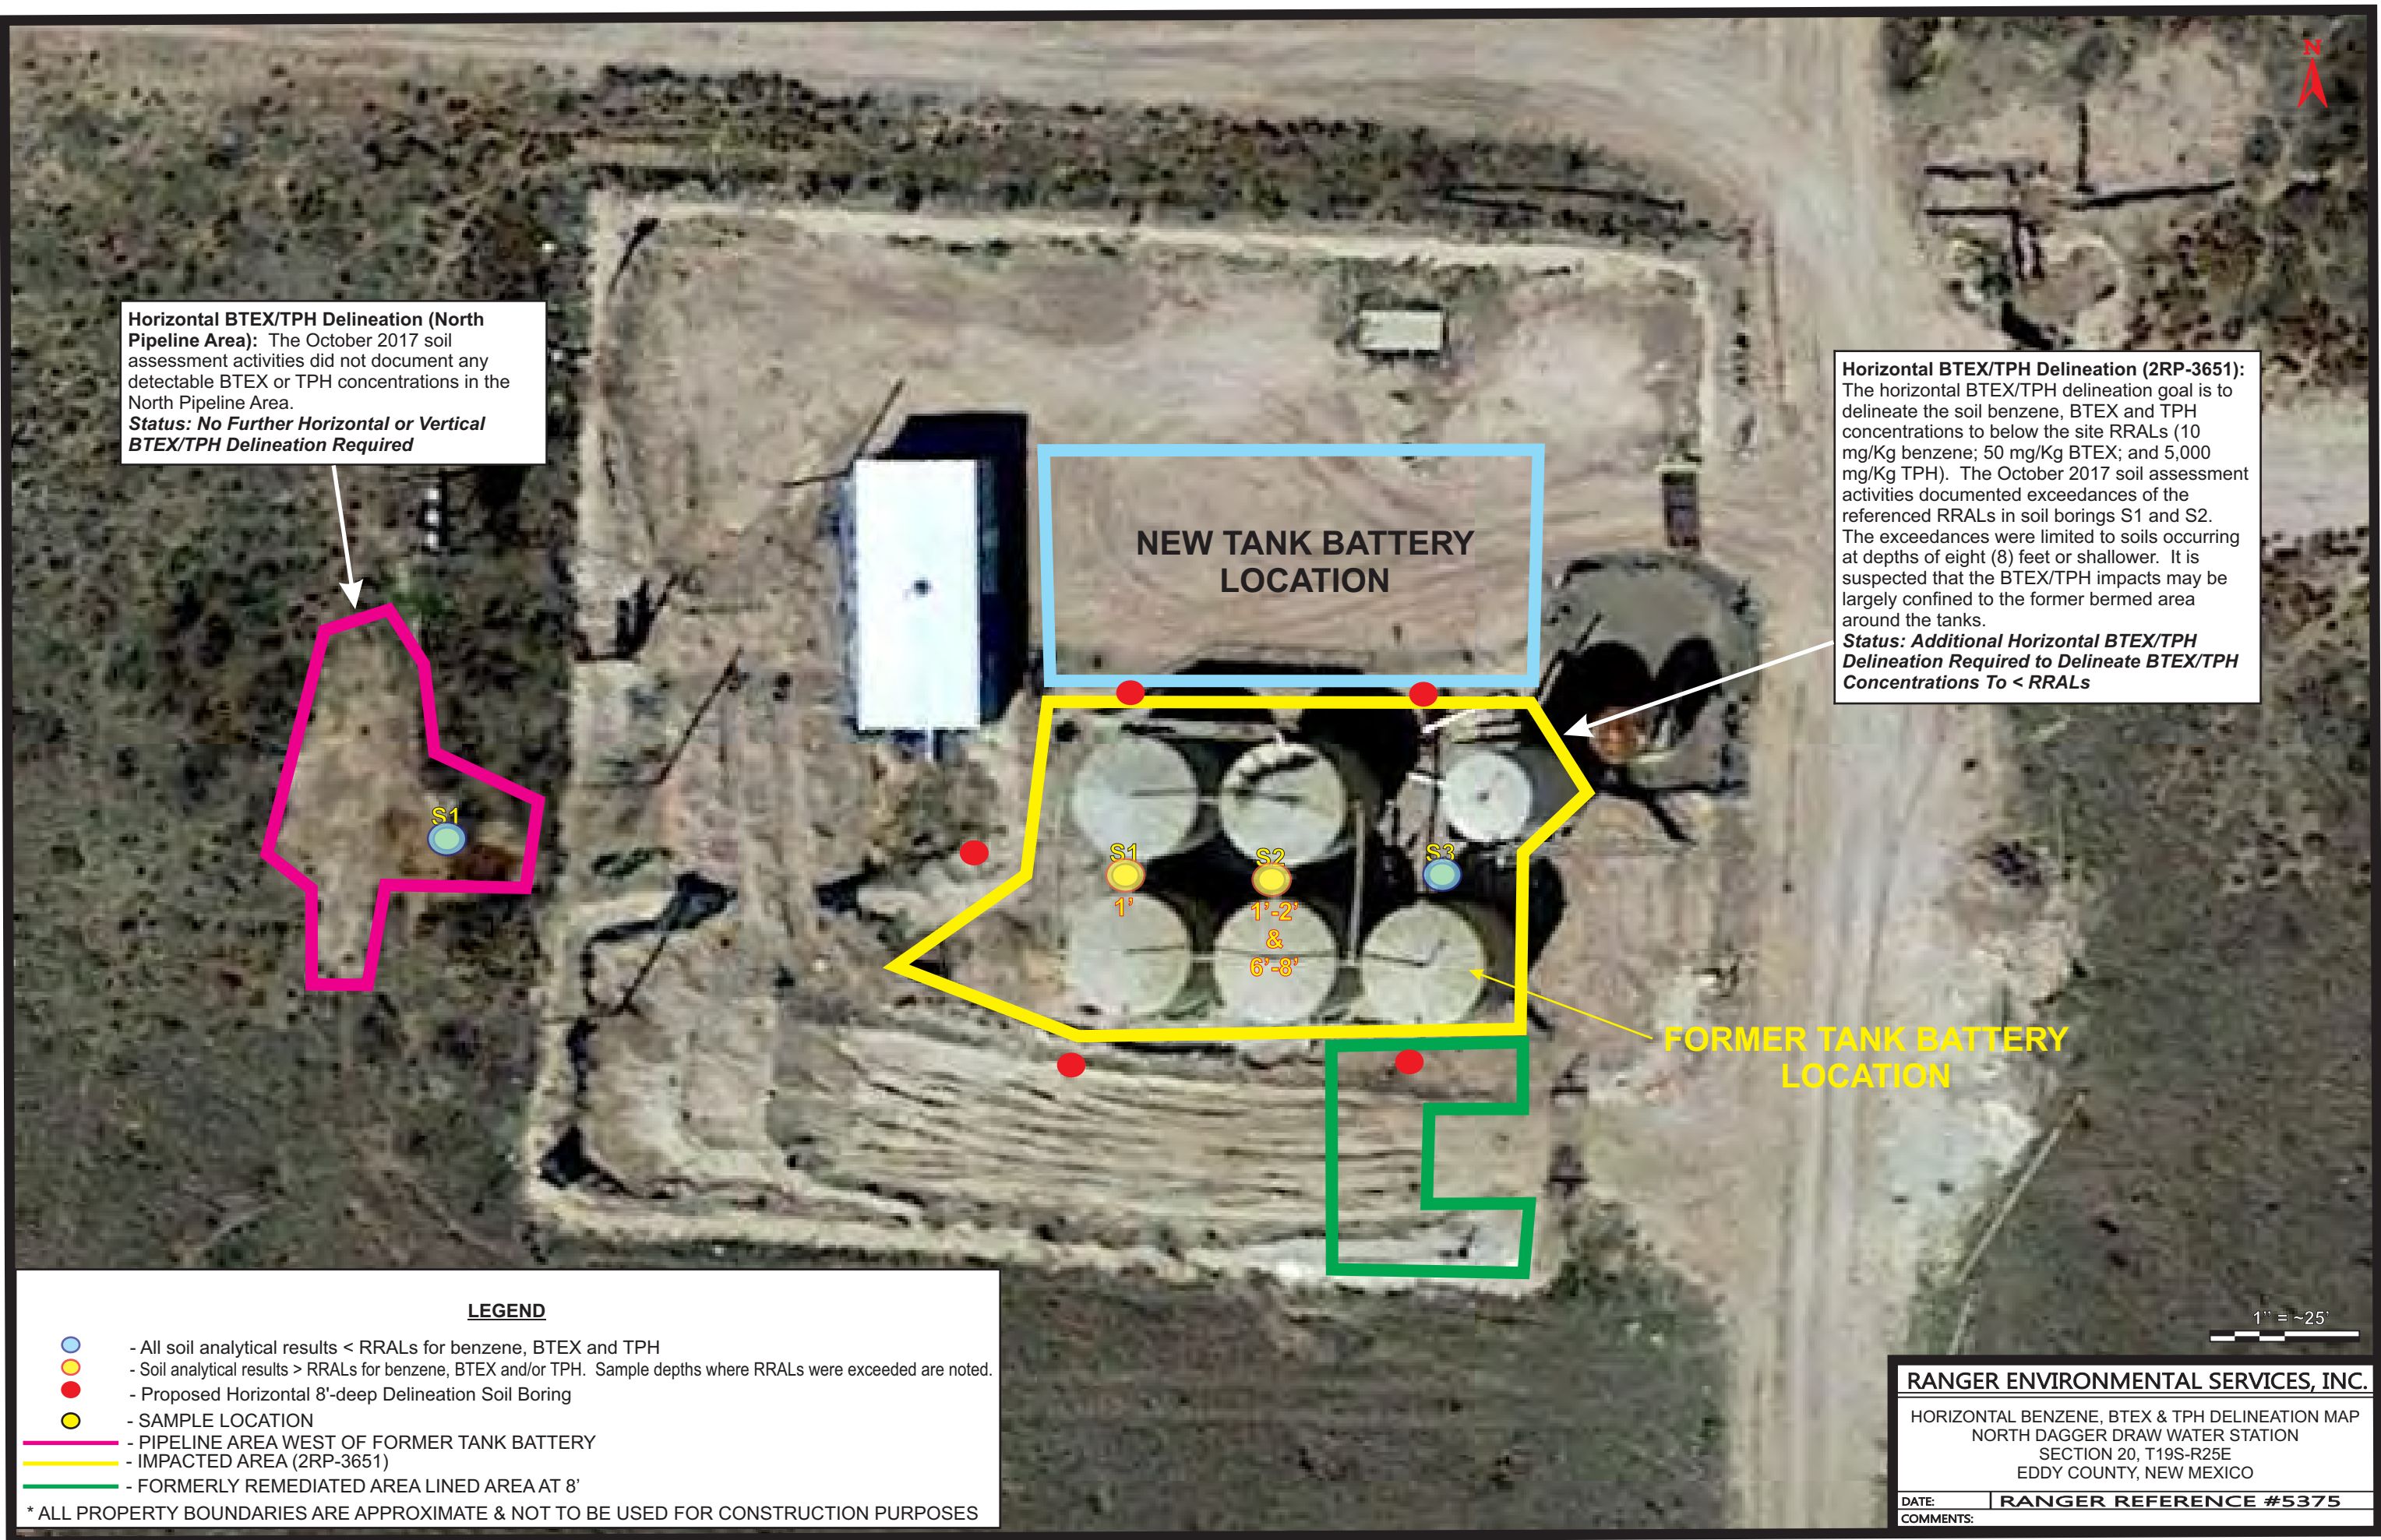 N
Horizontal BTEX/TPH Delineation (North
Pipeline Area): The October 2017 soil
assessment activities did not document any
detectable BTEX or TPH concentrations in the
North Pipeline Area.
Status: No Further Horizontal or Vertical
BTEX/TPH Delineation Required
Horizontal BTEX/TPH Delineation (2RP-3651):
The horizontal BTEX/TPH delineation goal is to
delineate the soil benzene, BTEX and TPH
concentrations to below the site RRALs (10
mg/Kg benzene; 50 mg/Kg BTEX; and 5,000
mg/Kg TPH). The October 2017 soil assessment
activities documented exceedances of the
referenced RRALs in soil borings S1 and S2.
The exceedances were limited to soils occurring
at depths of eight (8) feet or shallower. It is
suspected that the BTEX/TPH impacts may be
largely confined to the former bermed area
around the tanks.
Status: Additional Horizontal BTEX/TPH
Delineation Required to Delineate BTEX/TPH
Concentrations To < RRALs
NEW TANK BATTERY
LOCATION
S1
S1
S2
S3
1'
1'-2'
&
6'-8'
FORMER TANK BATTERY
LOCATION
LEGEND
- All soil analytical results < RRALs for benzene, BTEX and TPH
- Soil analytical results > RRALs for benzene, BTEX and/or TPH. Sample depths where RRALs were exceeded are noted.
- Proposed Horizontal 8'-deep Delineation Soil Boring
- SAMPLE LOCATION
- PIPELINE AREA WEST OF FORMER TANK BATTERY
- IMPACTED AREA (2RP-3651)
- FORMERLY REMEDIATED AREA LINED AREA AT 8'
* ALL PROPERTY BOUNDARIES ARE APPROXIMATE & NOT TO BE USED FOR CONSTRUCTION PURPOSES
1" = ~25'
RANGER ENVIRONMENTAL SERVICES, INC.
HORIZONTAL BENZENE, BTEX & TPH DELINEATION MAP
NORTH DAGGER DRAW WATER STATION
SECTION 20, T19S-R25E
EDDY COUNTY, NEW MEXICO
DATE: RANGER REFERENCE #5375
COMMENTS: